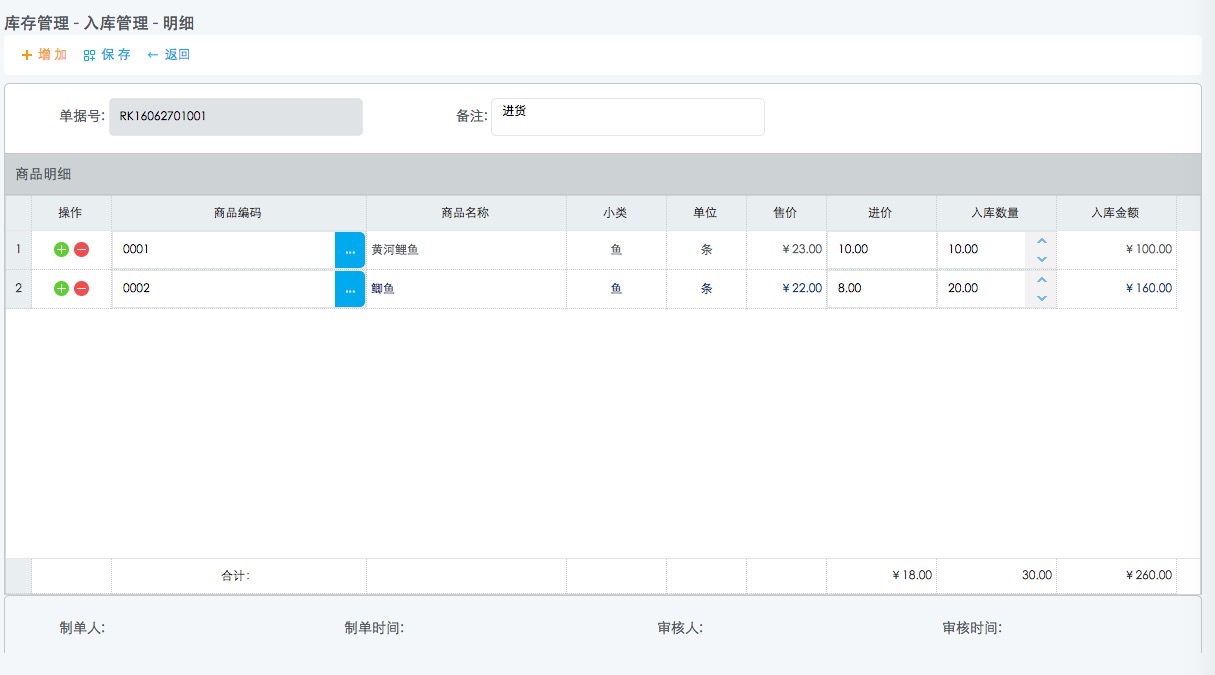 库存管理 - 入库管理 - 明细
增 加 保 存 返回
单据号: RK16062701001 备注: 进货
商品明细
操作 商品编码 商品名称 小类 单位 售价 进价 入库数量 入库金额
1 0001 ... 黄河鲤鱼 鱼 条 ¥23.00 10.00 10.00 ¥100.00
2 0002 ... 鲫鱼 鱼 条 ¥22.00 8.00 20.00 ¥160.00
合计: ¥18.00 30.00 ¥260.00
制单人: 制单时间: 审核人: 审核时间: